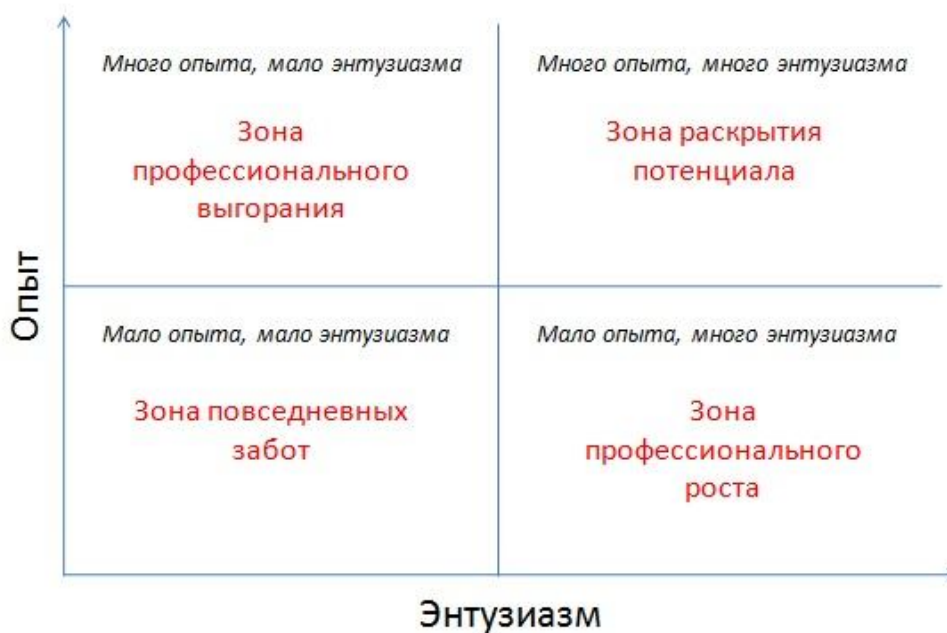 Много опыта, мало энтузиазма
Зона
профессионального
выгорания
Много опыта, много энтузиазма
Зона раскрытия
потенциала
Опыт
Мало опыта, мало энтузиазма
Зона повседневных
забот
Мало опыта, много энтузиазма
Зона
профессионального
роста
Энтузиазм